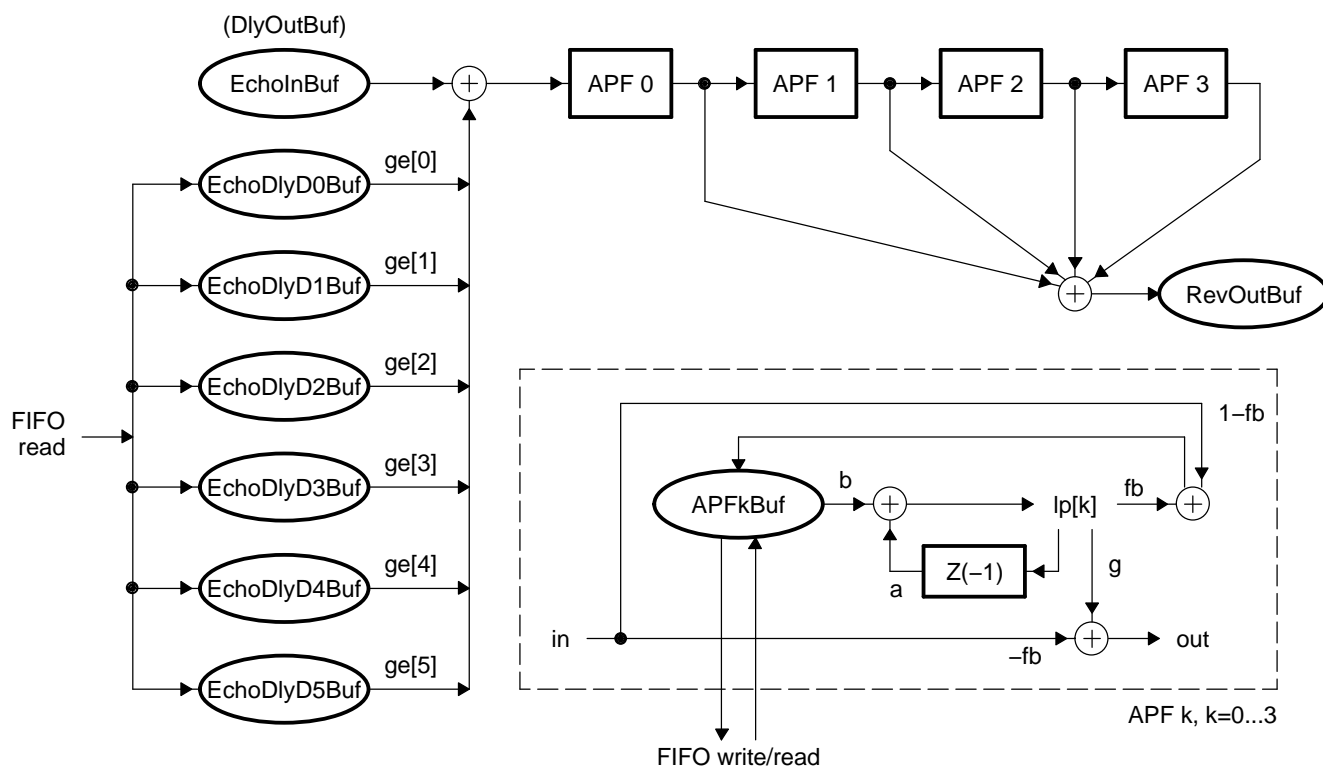 (DlyOutBuf)
EchoInBuf
APF 0
APF 1
APF 2
APF 3
ge[0]
EchoDlyD0Buf
ge[1]
EchoDlyD1Buf
RevOutBuf
ge[2]
EchoDlyD2Buf
FIFO
read
ge[3]
EchoDlyD3Buf
ge[4]
EchoDlyD4Buf
ge[5]
EchoDlyD5Buf
1−fb
APFkBuf
b
lp[k]
fb
a
Z(−1)
g
in
−fb
out
APF k, k=0...3
FIFO write/read